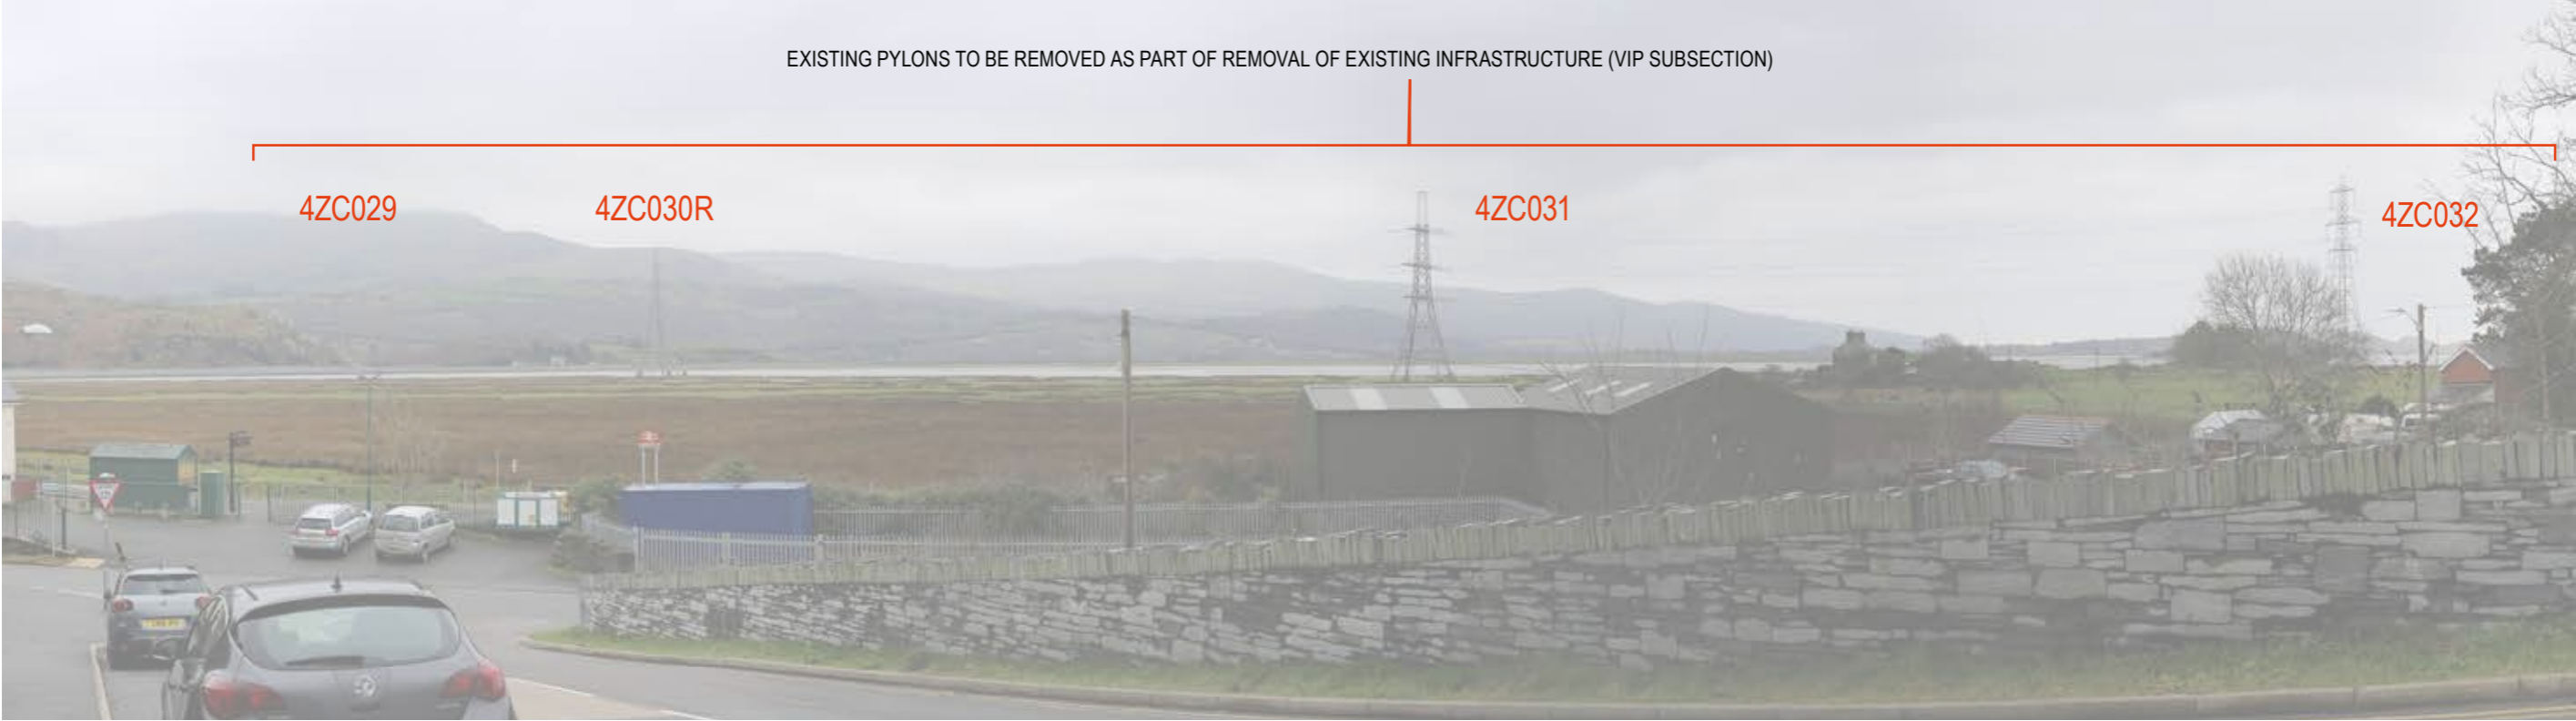 EXISTING PYLONS TO BE REMOVED AS PART OF REMOVAL OF EXISTING INFRASTRUCTURE (VIP SUBSECTION)
4ZC029 4ZC030R 4ZC031 4ZC032